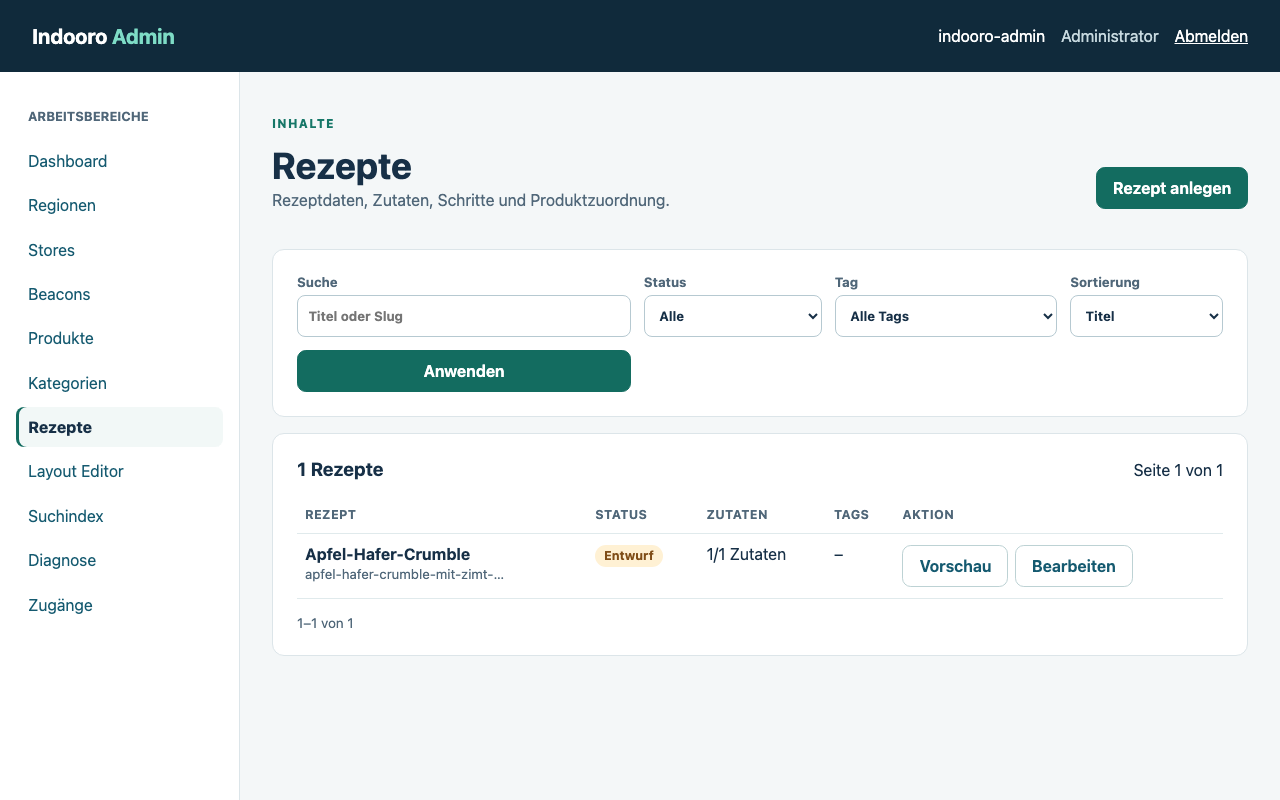 Indooro Admin
indooro-admin Administrator Abmelden
ARBEITSBEREICHE
Dashboard
Regionen
Stores
Beacons
Produkte
Kategorien
Rezepte
Layout Editor
Suchindex
Diagnose
Zugänge
INHALTE
Rezepte
Rezeptdaten, Zutaten, Schritte und Produktzuordnung.
Rezept anlegen
Suche Status Tag Sortierung
Titel oder Slug Alle Alle Tags Titel
Anwenden
1 Rezepte Seite 1 von 1
REZEPT STATUS ZUTATEN TAGS AKTION
Apfel-Hafer-Crumble Entwurf 1/1 Zutaten – Vorschau Bearbeiten
apfel-hafer-crumble-mit-zimt-...
1–1 von 1